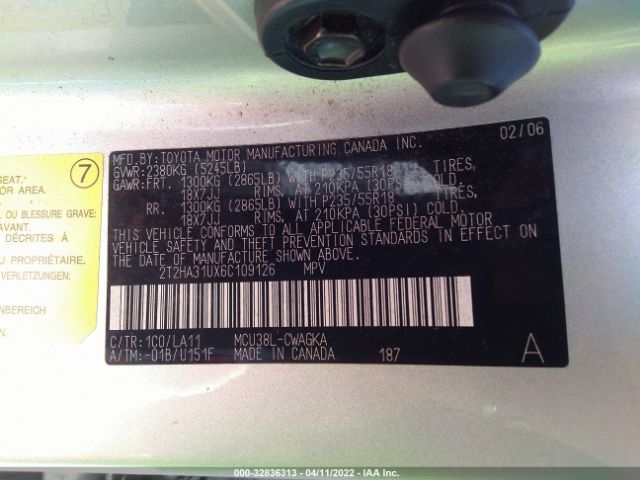 02/06
MFD. BY: TOYOTA MOTOR MANUFACTURING CANADA INC.
GVWR: 2380KG (5245LB)
GAWR: FRT. 1300KG (2865LB) WITH P235/55R18 TIRES,
18X7JJ RIMS, AT 210KPA (30PSI) COLD,
RR. 1300KG (2865LB) WITH P235/55R18 TIRES,
18X7JJ RIMS, AT 210KPA (30PSI) COLD.
THIS VEHICLE CONFORMS TO ALL APPLICABLE FEDERAL MOTOR
VEHICLE SAFETY AND THEFT PREVENTION STANDARDS IN EFFECT ON
THE DATE OF MANUFACTURE SHOWN ABOVE.
2T2HA31UX6C109126 MPV
C/TR: 1C0/LA11 MCU38L-CWAGKA
A/TM: -01B/U151F MADE IN CANADA 187 A
7
SEAT.
OR AREA.
OU BLESSURE GRAVE:
AVANT.
DÉCRITES
U PROPRIÉTAIRE.
NBEREICH
000-32836313 - 04/11/2022 - IAA Inc.